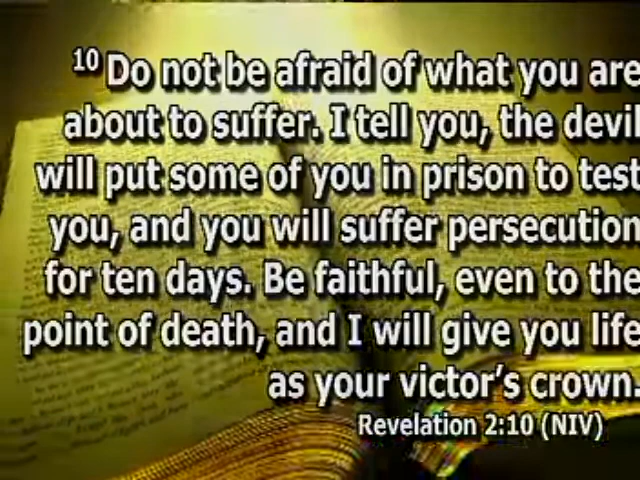 10 Do not be afraid of what you are
about to suffer. I tell you, the devil
will put some of you in prison to test
you, and you will suffer persecution
for ten days. Be faithful, even to the
point of death, and I will give you life
as your victor’s crown.
Revelation 2:10 (NIV)